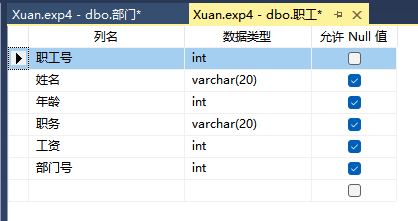 Xuan.exp4 - dbo.部门*
Xuan.exp4 - dbo.职工*
列名 数据类型 允许 Null 值
职工号 int
姓名 varchar(20)
年龄 int
职务 varchar(20)
工资 int
部门号 int